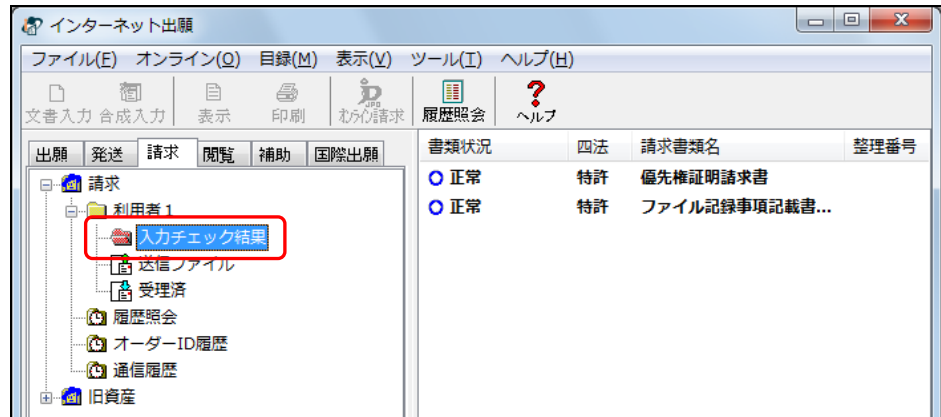 インターネット出願
ファイル(F) オンライン(O) 目録(M) 表示(V) ツール(T) ヘルプ(H)
文書入力 合成入力 表示 印刷 ｵﾝﾗｲﾝ請求 履歴照会 ヘルプ
出願 発送 請求 閲覧 補助 国際出願
書類状況 四法 請求書類名 整理番号
請求
正常 特許 優先権証明請求書
利用者１
正常 特許 ファイル記録事項記載書...
入力チェック結果
送信ファイル
受理済
履歴照会
オーダーID履歴
通信履歴
旧資産